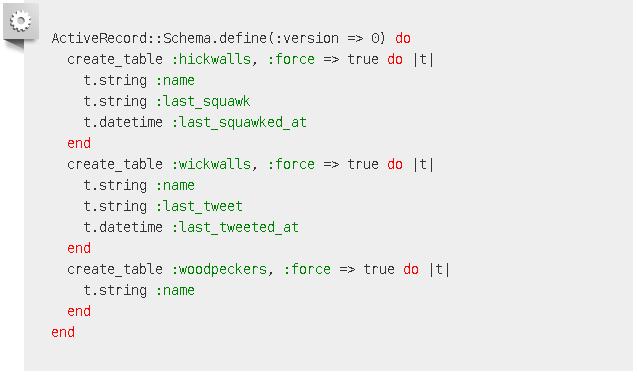 ActiveRecord::Schema.define(:version => 0) do
  create_table :hickwalls, :force => true do |t|
    t.string :name
    t.string :last_squawk
    t.datetime :last_squawked_at
  end
  create_table :wickwalls, :force => true do |t|
    t.string :name
    t.string :last_tweet
    t.datetime :last_tweeted_at
  end
  create_table :woodpeckers, :force => true do |t|
    t.string :name
  end
end